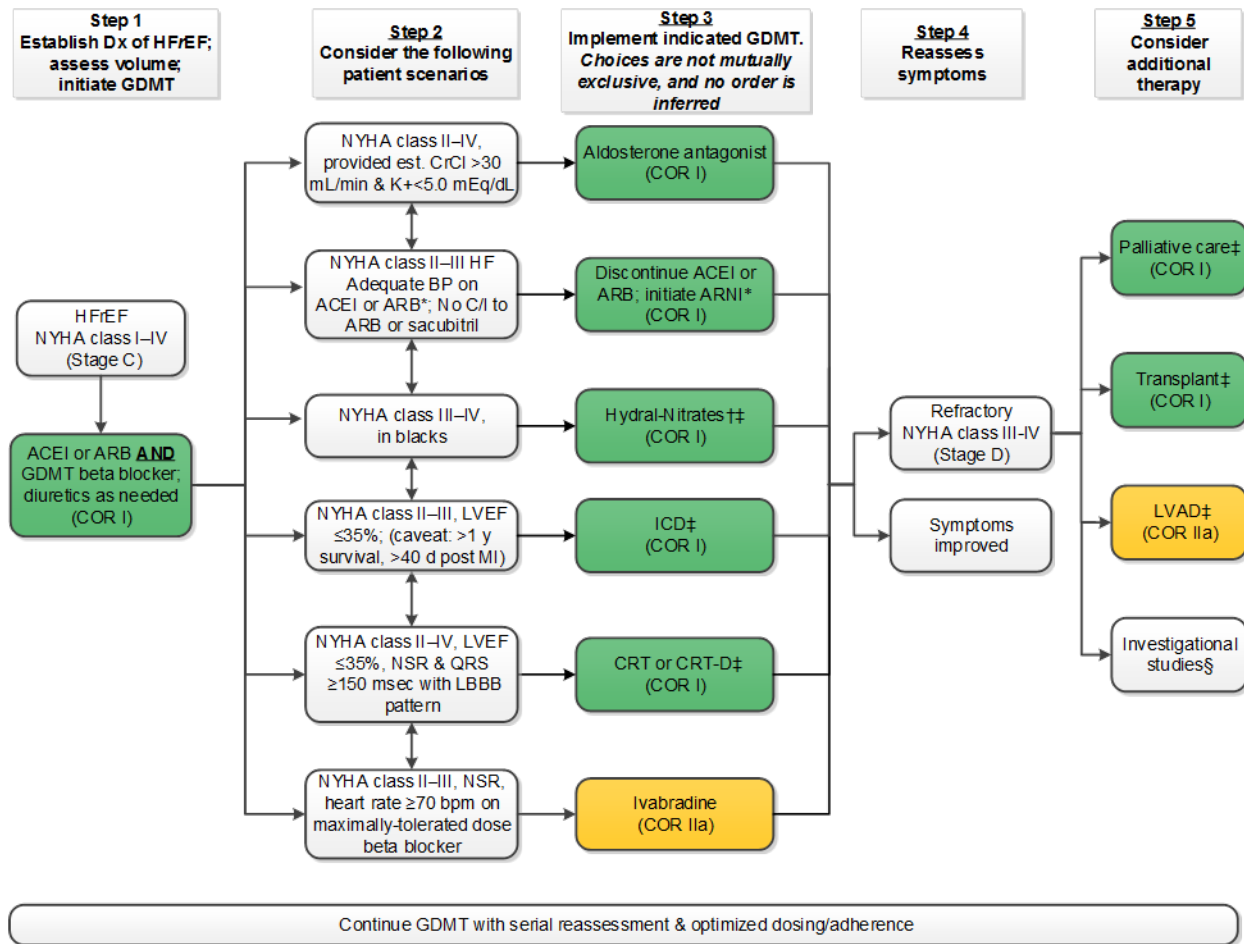 Step 1
Establish Dx of HFrEF;
assess volume;
initiate GDMT
Step 2
Consider the following
patient scenarios
Step 3
Implement indicated GDMT.
Choices are not mutually
exclusive, and no order is
inferred
Step 4
Reassess
symptoms
Step 5
Consider
additional
therapy
HFrEF
NYHA class I–IV
(Stage C)
ACEI or ARB AND
GDMT beta blocker;
diuretics as needed
(COR I)
NYHA class II–IV,
provided est. CrCl >30
mL/min & K+<5.0 mEq/dL
NYHA class II–III HF
Adequate BP on
ACEI or ARB*; No C/I to
ARB or sacubitril
NYHA class III–IV,
in blacks
NYHA class II–III, LVEF
≤35%; (caveat: >1 y
survival, >40 d post MI)
NYHA class II–IV, LVEF
≤35%, NSR & QRS
≥150 msec with LBBB
pattern
NYHA class II–III, NSR,
heart rate ≥70 bpm on
maximally-tolerated dose
beta blocker
Aldosterone antagonist
(COR I)
Discontinue ACEI or
ARB; initiate ARNI*
(COR I)
Hydral-Nitrates†‡
(COR I)
ICD‡
(COR I)
CRT or CRT-D‡
(COR I)
Ivabradine
(COR IIa)
Refractory
NYHA class III-IV
(Stage D)
Symptoms
improved
Palliative care‡
(COR I)
Transplant‡
(COR I)
LVAD‡
(COR IIa)
Investigational
studies§
Continue GDMT with serial reassessment & optimized dosing/adherence